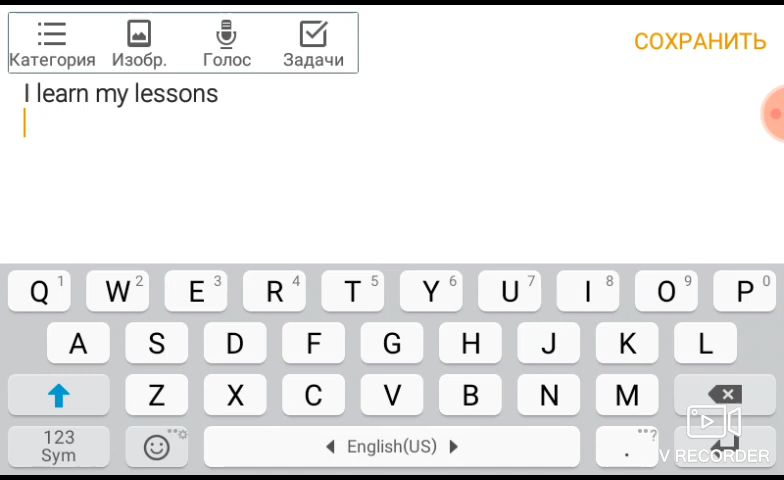 Категория Изобр. Голос Задачи
СОХРАНИТЬ
I learn my lessons
Q 1 W 2 E 3 R 4 T 5 Y 6 U 7 I 8 O 9 P 0
A S D F G H J K L
Z X C V B N M
123
Sym
English(US)
. ?
V RECORDER